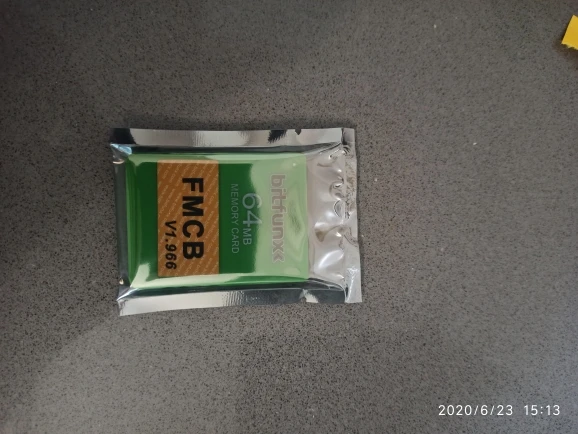 bitfunx
64MB
MEMORY CARD
FMCB
V1.966
2020/6/23 15:13